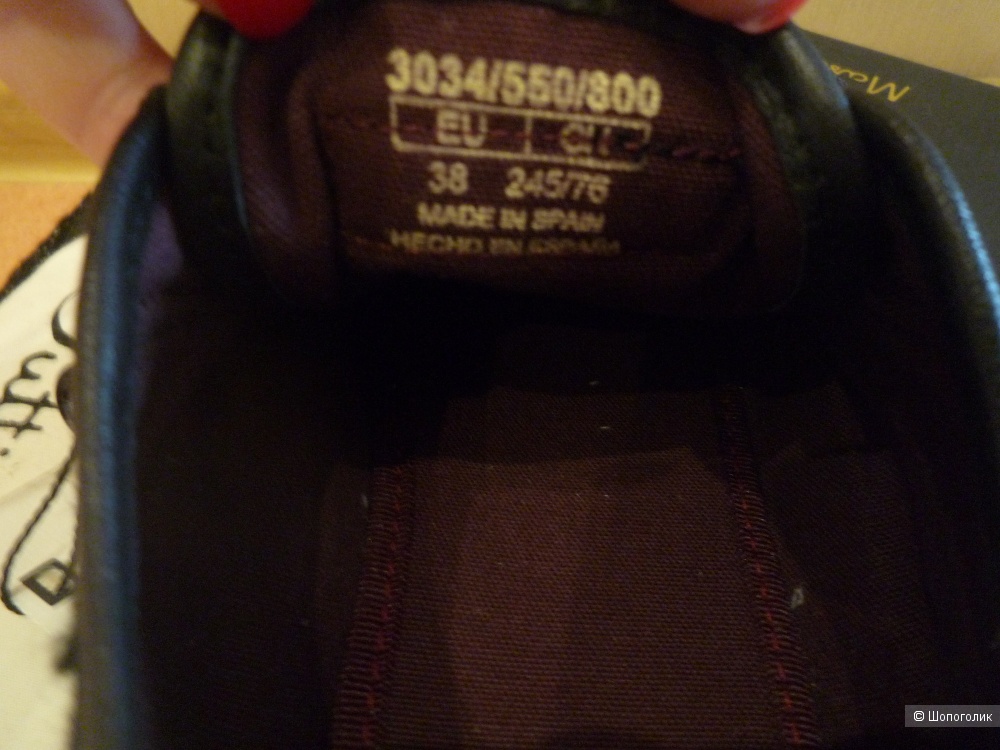 3034/550/800
EU CH
38 245/76
MADE IN SPAIN
HECHO EN ESPAÑA
© Шопоголик